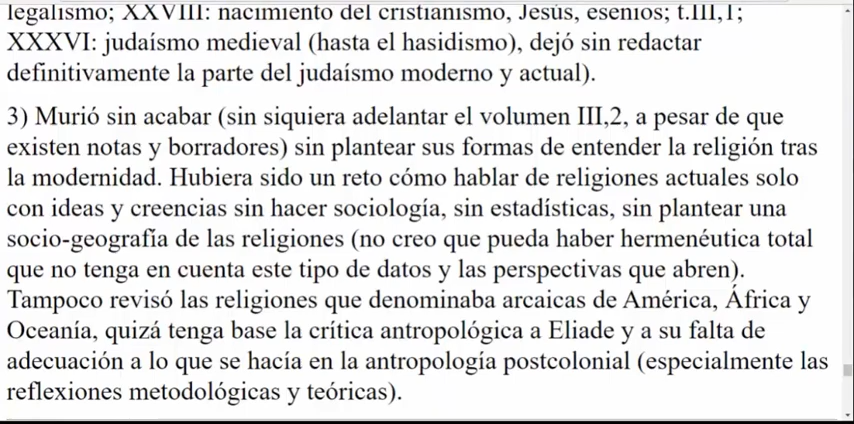 legalismo; XXVIII: nacimiento del cristianismo, Jesús, esenios; t.III,1;
XXXVI: judaísmo medieval (hasta el hasidismo), dejó sin redactar
definitivamente la parte del judaísmo moderno y actual).
3) Murió sin acabar (sin siquiera adelantar el volumen III,2, a pesar de que
existen notas y borradores) sin plantear sus formas de entender la religión tras
la modernidad. Hubiera sido un reto cómo hablar de religiones actuales solo
con ideas y creencias sin hacer sociología, sin estadísticas, sin plantear una
socio-geografía de las religiones (no creo que pueda haber hermenéutica total
que no tenga en cuenta este tipo de datos y las perspectivas que abren).
Tampoco revisó las religiones que denominaba arcaicas de América, África y
Oceanía, quizá tenga base la crítica antropológica a Eliade y a su falta de
adecuación a lo que se hacía en la antropología postcolonial (especialmente las
reflexiones metodológicas y teóricas).